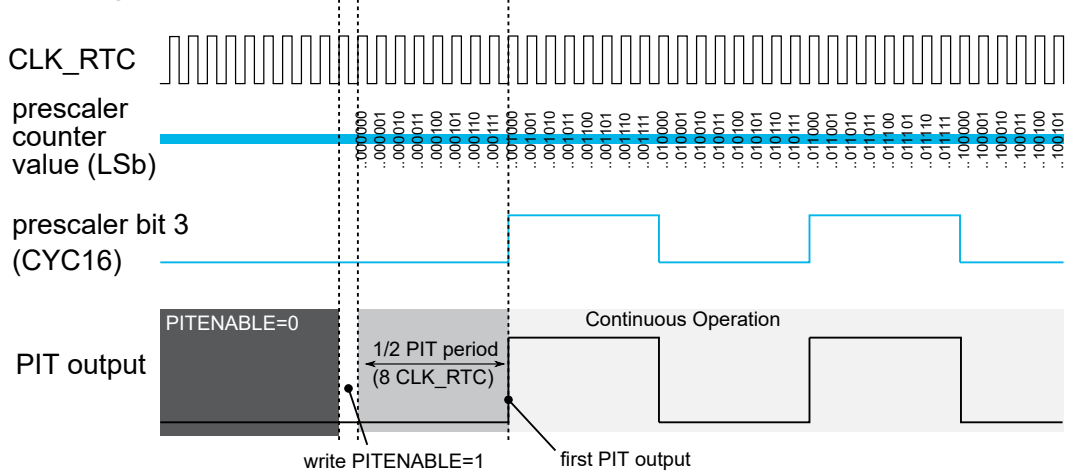 CLK_RTC
prescaler
counter
value (LSb)
..000000
..000001
..000010
..000011
..000100
..000101
..000110
..000111
..001000
..001001
..001010
..001011
..001100
..001101
..001110
..001111
..010000
..010001
..010010
..010011
..010100
..010101
..010110
..010111
..011000
..011001
..011010
..011011
..011100
..011101
..011110
..011111
..100000
..100001
..100010
..100011
..100100
..100101
prescaler bit 3
(CYC16)
PITENABLE=0
Continuous Operation
PIT output
1/2 PIT period
(8 CLK_RTC)
write PITENABLE=1
first PIT output